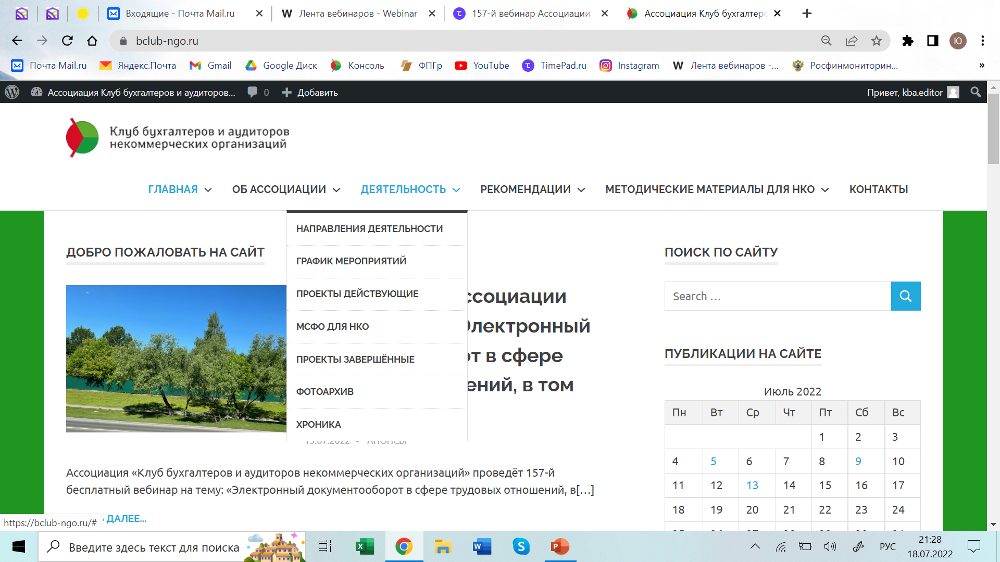 Входящие - Почта Mail.ru
Лента вебинаров - Webinar
157-й вебинар Ассоциации
Ассоциация Клуб бухгалтеро
bclub-ngo.ru
Ю
Почта Mail.ru
Яндекс.Почта
Gmail
Google Диск
Консоль
ФПГр
YouTube
TimePad.ru
Instagram
Лента вебинаров -...
Росфинмониторин...
»
Ассоциация Клуб бухгалтеров и аудиторов...
0
Добавить
Привет, kba.editor
Клуб бухгалтеров и аудиторов
некоммерческих организаций
ГЛАВНАЯ
ОБ АССОЦИАЦИИ
ДЕЯТЕЛЬНОСТЬ
РЕКОМЕНДАЦИИ
МЕТОДИЧЕСКИЕ МАТЕРИАЛЫ ДЛЯ НКО
КОНТАКТЫ
НАПРАВЛЕНИЯ ДЕЯТЕЛЬНОСТИ
ГРАФИК МЕРОПРИЯТИЙ
ПРОЕКТЫ ДЕЙСТВУЮЩИЕ
МСФО ДЛЯ НКО
ПРОЕКТЫ ЗАВЕРШЁННЫЕ
ФОТОАРХИВ
ХРОНИКА
ДОБРО ПОЖАЛОВАТЬ НА САЙТ
ссоциации
Электронный
от в сфере
ений, в том
13.07.2022 • АНОНСЫ
Ассоциация «Клуб бухгалтеров и аудиторов некоммерческих организаций» проведёт 157-й
бесплатный вебинар на тему: «Электронный документооборот в сфере трудовых отношений, в[…]
ДАЛЕЕ...
https://bclub-ngo.ru/#
ПОИСК ПО САЙТУ
Search …
ПУБЛИКАЦИИ НА САЙТЕ
Июль 2022
Пн Вт Ср Чт Пт Сб Вс
1 2 3
4 5 6 7 8 9 10
11 12 13 14 15 16 17
18 19 20 21 22 23 24
Введите здесь текст для поиска
РУС
21:28
18.07.2022